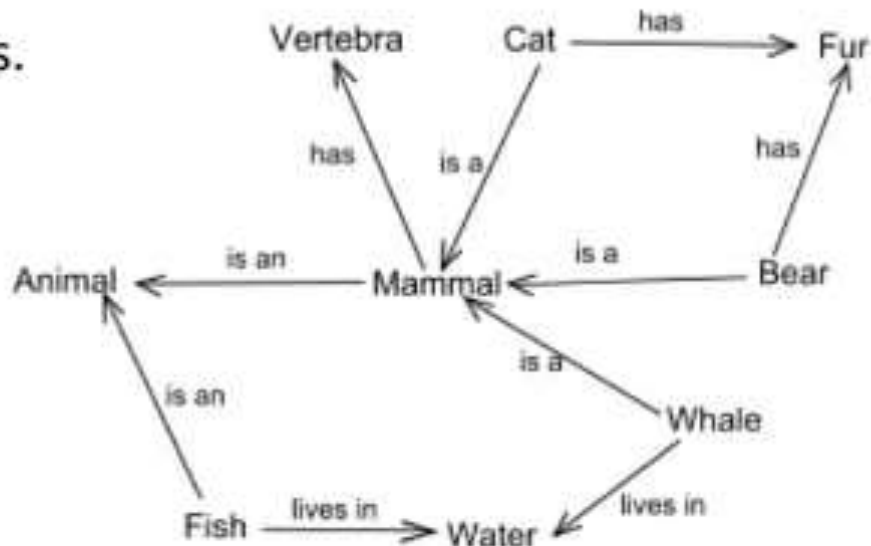 s.
Vertebra Cat has Fur
has is a has
Animal is an Mammal is a Bear
is an is a Whale
Fish lives in Water lives in